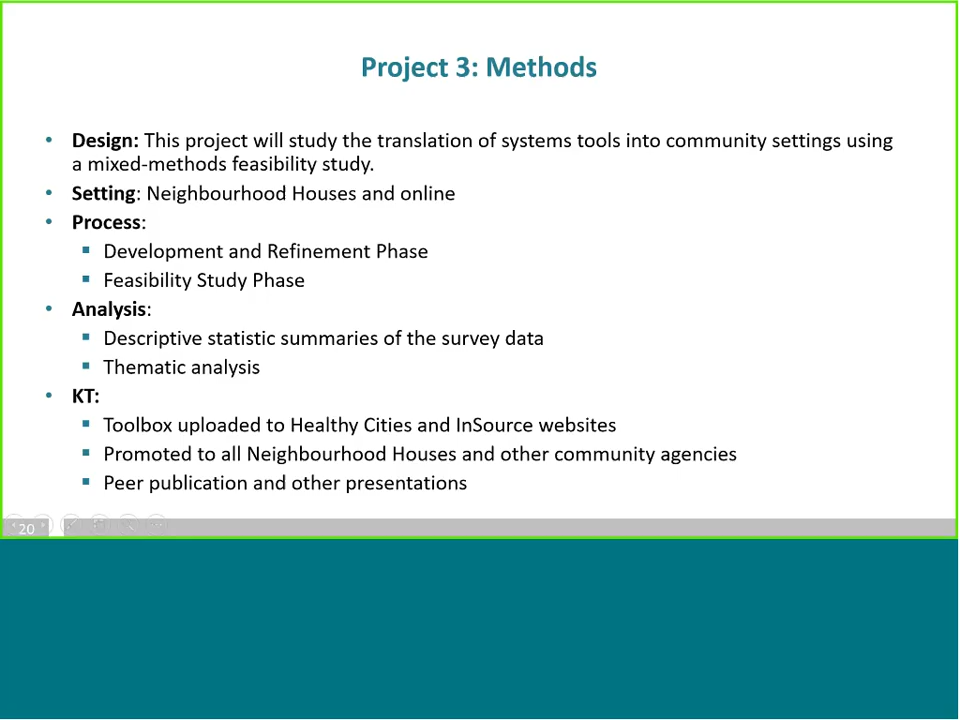 Project 3: Methods
• Design: This project will study the translation of systems tools into community settings using
a mixed-methods feasibility study.
• Setting: Neighbourhood Houses and online
• Process:
▪ Development and Refinement Phase
▪ Feasibility Study Phase
• Analysis:
▪ Descriptive statistic summaries of the survey data
▪ Thematic analysis
• KT:
▪ Toolbox uploaded to Healthy Cities and InSource websites
▪ Promoted to all Neighbourhood Houses and other community agencies
▪ Peer publication and other presentations
20